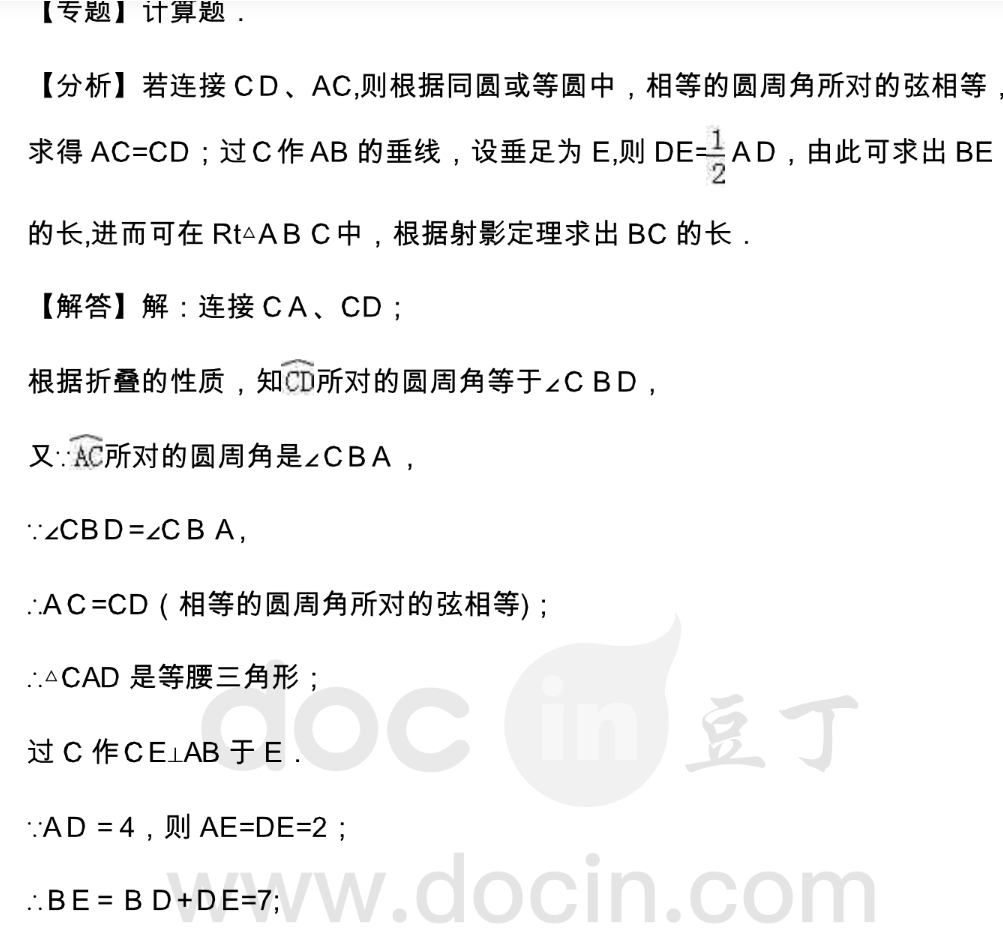 【专题】计算题．
【分析】若连接CD、AC,则根据同圆或等圆中，相等的圆周角所对的弦相等，
求得AC=CD；过C作AB的垂线，设垂足为E,则DE=1/2AD，由此可求出BE
的长,进而可在Rt△ABC中，根据射影定理求出BC的长．
【解答】解：连接CA、CD；
根据折叠的性质，知CD所对的圆周角等于∠CBD，
又∵AC所对的圆周角是∠CBA，
∵∠CBD=∠CBA，
∴AC=CD（相等的圆周角所对的弦相等)；
∴△CAD是等腰三角形；
过C作CE⊥AB于E．
∵AD=4，则AE=DE=2；
∴BE=BD+DE=7;
docin豆丁
www.docin.com